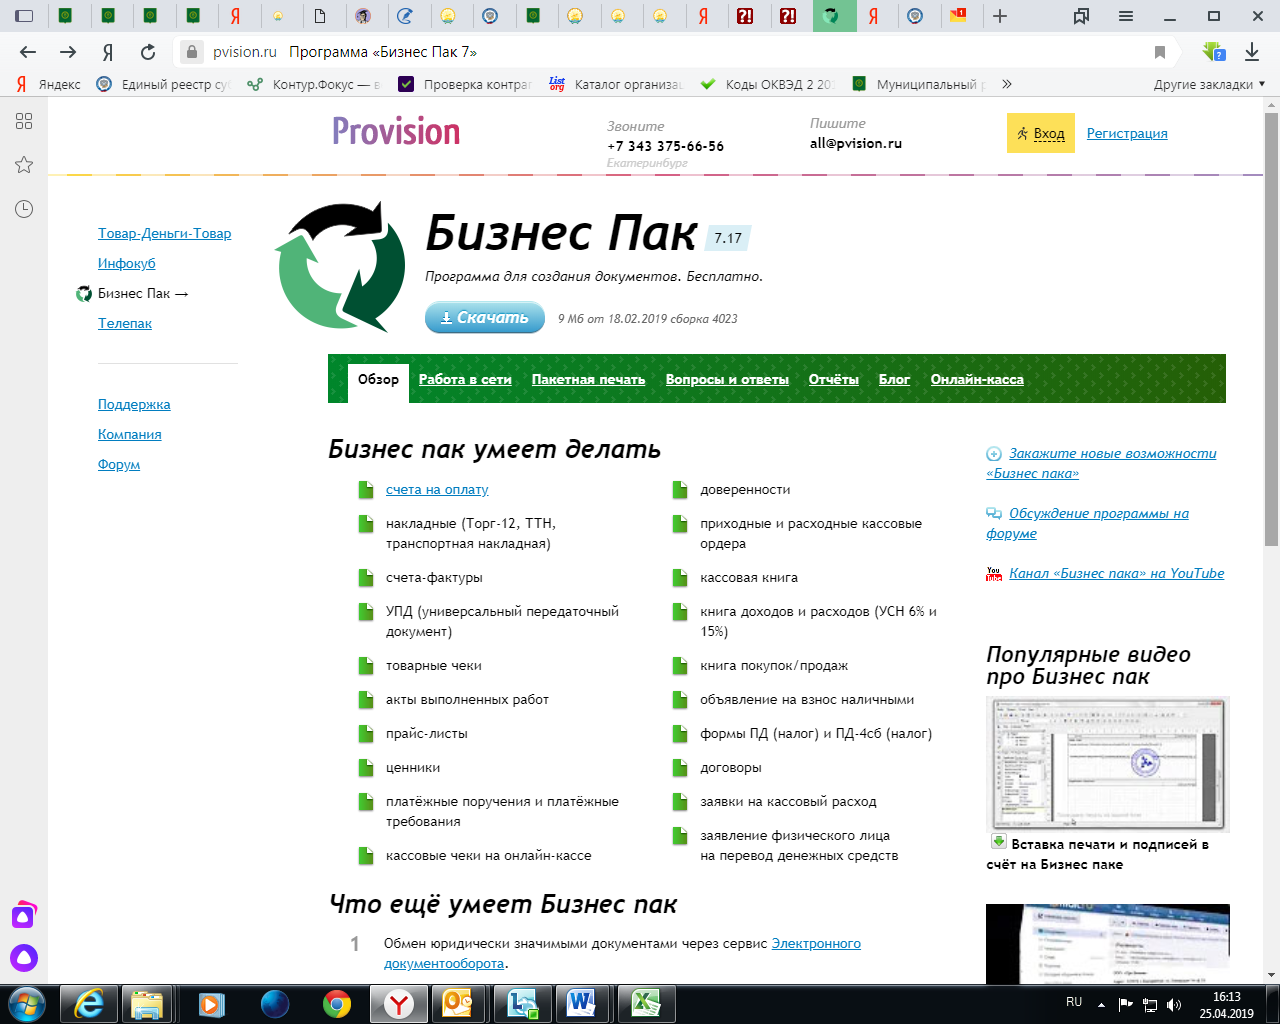 pvision.ru Программа «Бизнес Пак 7»
Яндекс
Единый реестр су
Контур.Фокус — в
Проверка контраг
Каталог организа
Коды ОКВЭД 2 20
Муниципальный р
Другие закладки
Provision
Звоните
+7 343 375-66-56
Екатеринбург
Пишите
all@pvision.ru
Вход
Регистрация
Товар-Деньги-Товар
Инфокуб
Бизнес Пак →
Телепак
Поддержка
Компания
Форум
Бизнес Пак 7.17
Программа для создания документов. Бесплатно.
Скачать
9 Мб от 18.02.2019 сборка 4023
Обзор Работа в сети Пакетная печать Вопросы и ответы Отчёты Блог Онлайн-касса
Бизнес пак умеет делать
счета на оплату
накладные (Торг-12, ТТН,
транспортная накладная)
счета-фактуры
УПД (универсальный передаточный
документ)
товарные чеки
акты выполненных работ
прайс-листы
ценники
платёжные поручения и платёжные
требования
кассовые чеки на онлайн-кассе
доверенности
приходные и расходные кассовые
ордера
кассовая книга
книга доходов и расходов (УСН 6% и
15%)
книга покупок/продаж
объявление на взнос наличными
формы ПД (налог) и ПД-4сб (налог)
договоры
заявки на кассовый расход
заявление физического лица
на перевод денежных средств
Закажите новые возможности
«Бизнес пака»
Обсуждение программы на
форуме
Канал «Бизнес пака» на YouTube
Популярные видео
про Бизнес пак
Вставка печати и подписей в
счёт на Бизнес паке
Что ещё умеет Бизнес пак
1 Обмен юридически значимыми документами через сервис Электронного
документооборота.
RU
16:13
25.04.2019